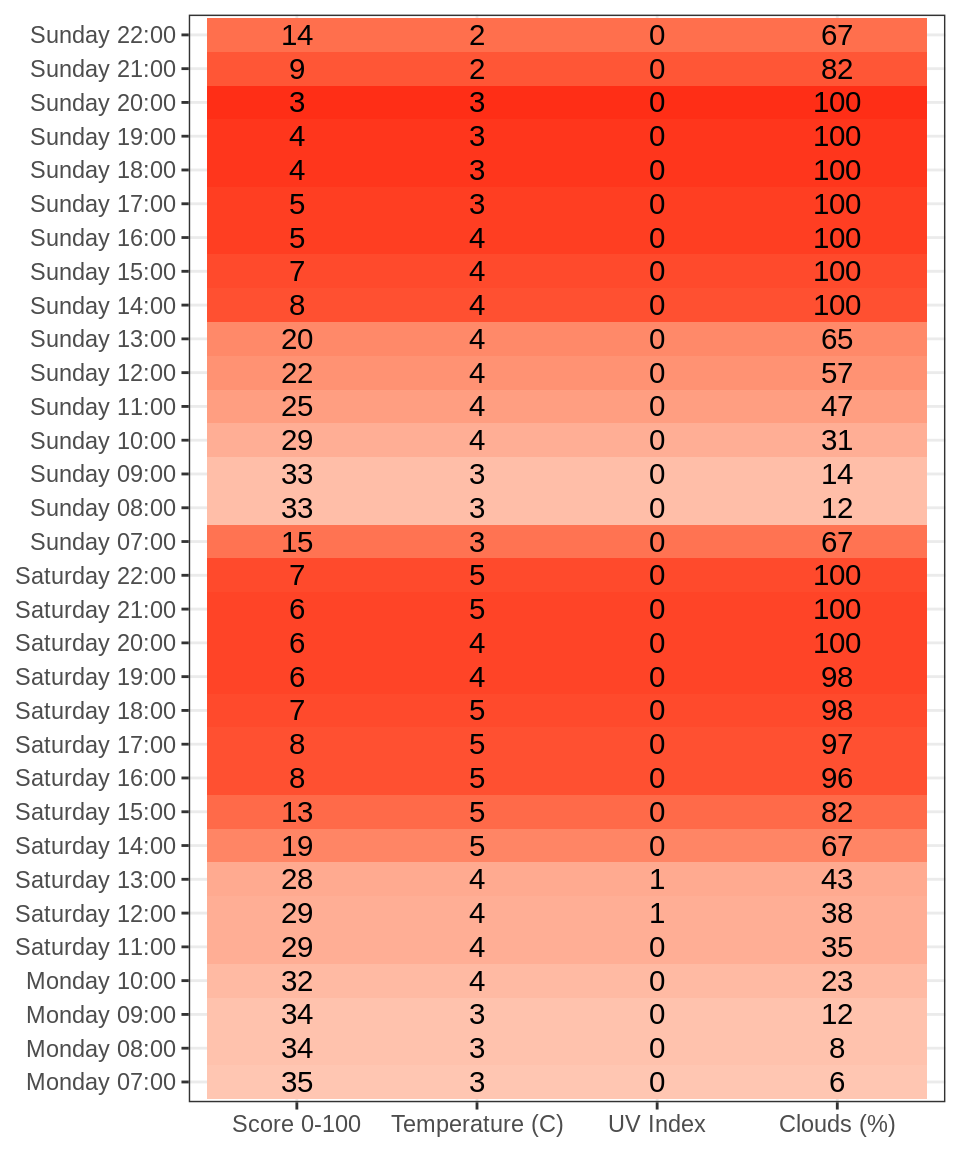 Sunday 22:00 14 2 0 67
Sunday 21:00 9 2 0 82
Sunday 20:00 3 3 0 100
Sunday 19:00 4 3 0 100
Sunday 18:00 4 3 0 100
Sunday 17:00 5 3 0 100
Sunday 16:00 5 4 0 100
Sunday 15:00 7 4 0 100
Sunday 14:00 8 4 0 100
Sunday 13:00 20 4 0 65
Sunday 12:00 22 4 0 57
Sunday 11:00 25 4 0 47
Sunday 10:00 29 4 0 31
Sunday 09:00 33 3 0 14
Sunday 08:00 33 3 0 12
Sunday 07:00 15 3 0 67
Saturday 22:00 7 5 0 100
Saturday 21:00 6 5 0 100
Saturday 20:00 6 4 0 100
Saturday 19:00 6 4 0 98
Saturday 18:00 7 5 0 98
Saturday 17:00 8 5 0 97
Saturday 16:00 8 5 0 96
Saturday 15:00 13 5 0 82
Saturday 14:00 19 5 0 67
Saturday 13:00 28 4 1 43
Saturday 12:00 29 4 1 38
Saturday 11:00 29 4 0 35
Monday 10:00 32 4 0 23
Monday 09:00 34 3 0 12
Monday 08:00 34 3 0 8
Monday 07:00 35 3 0 6
Score 0-100 Temperature (C) UV Index Clouds (%)